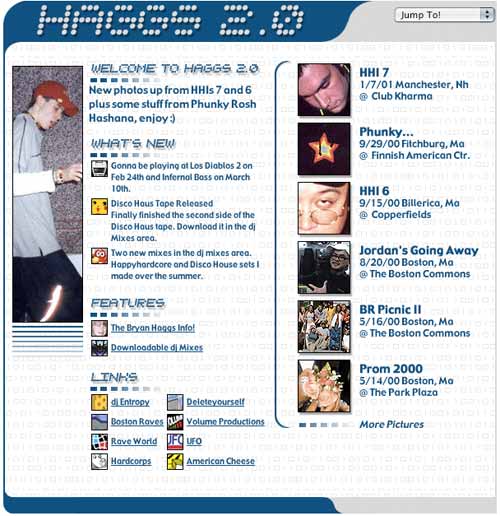 HAGGS 2.0
Jump To!
WELCOME TO HAGGS 2.0
New photos up from HHIs 7 and 6
plus some stuff from Phunky Rosh
Hashana, enjoy :)
WHAT'S NEW
Gonna be playing at Los Diablos 2 on
Feb 24th and Infernal Bass on March
10th.
Disco Haus Tape Released
Finally finished the second side of the
Disco Haus tape. Download it in the dj
Mixes area.
Two new mixes in the dj mixes area.
Happyhardcore and Disco House sets I
made over the summer.
FEATURES
The Bryan Haggs Info!
Downloadable dj Mixes
LINKS
dj Entropy
Deleteyourself
Boston Raves
Volume Productions
Rave World
UFO
UFO
Hardcorps
American Cheese
HHI 7
1/7/01 Manchester, Nh
@ Club Kharma
Phunky...
9/29/00 Fitchburg, Ma
@ Finnish American Clr.
HHI 6
9/15/00 Billerica, Ma
@ Copperfields
Jordan's Going Away
8/20/00 Boston, Ma
@ The Boston Commons
BR Picnic II
5/16/00 Boston, Ma
@ The Boston Commons
Prom 2000
5/14/00 Boston, Ma
@ The Park Plaza
More Pictures